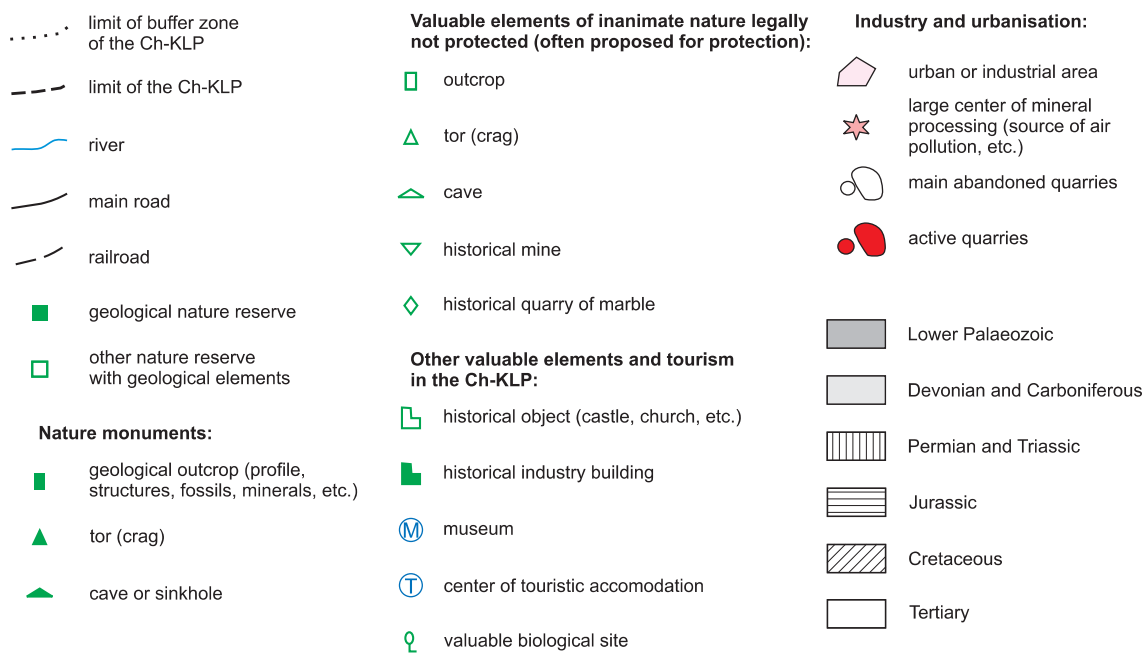 limit of buffer zone
of the Ch-KLP
limit of the Ch-KLP
river
main road
railroad
geological nature reserve
other nature reserve
with geological elements
Nature monuments:
geological outcrop (profile,
structures, fossils, minerals, etc.)
tor (crag)
cave or sinkhole
Valuable elements of inanimate nature legally
not protected (often proposed for protection):
outcrop
tor (crag)
cave
historical mine
historical quarry of marble
Other valuable elements and tourism
in the Ch-KLP:
historical object (castle, church, etc.)
historical industry building
M museum
T center of touristic accomodation
valuable biological site
Industry and urbanisation:
urban or industrial area
large center of mineral
processing (source of air
pollution, etc.)
main abandoned quarries
active quarries
Lower Palaeozoic
Devonian and Carboniferous
Permian and Triassic
Jurassic
Cretaceous
Tertiary